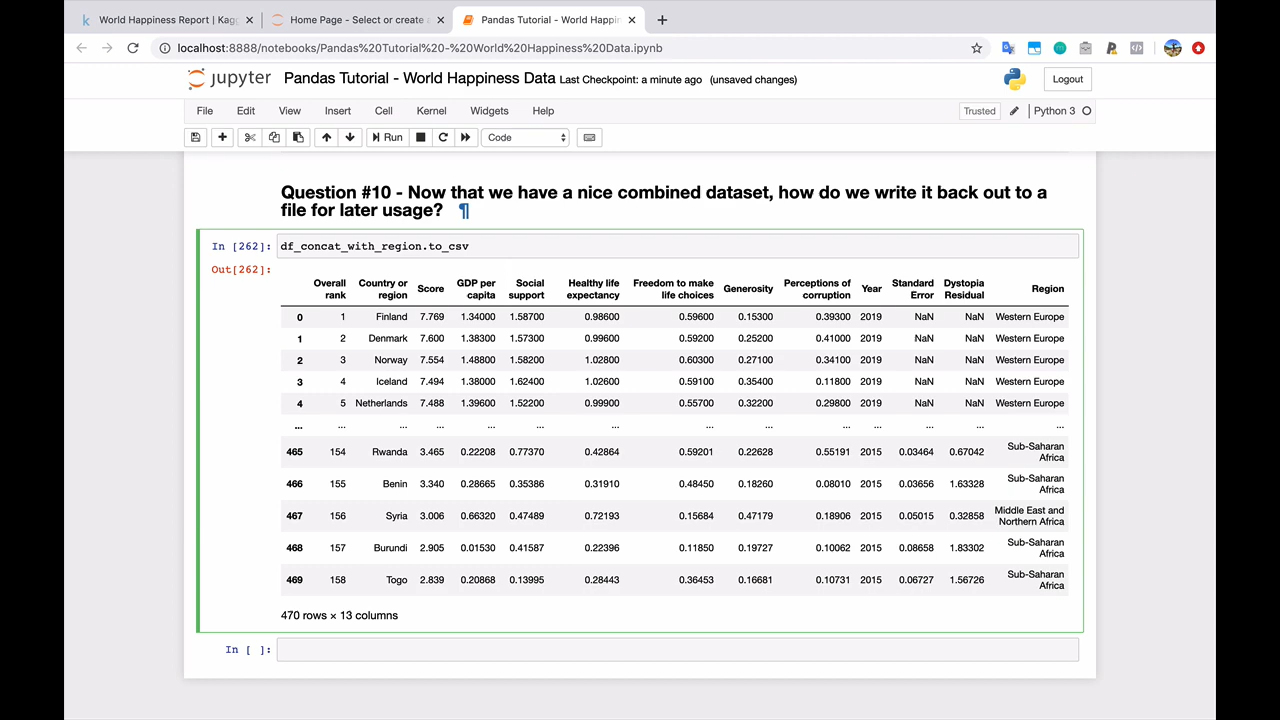 World Happiness Report | Kagg
Home Page - Select or create a
Pandas Tutorial - World Happin
localhost:8888/notebooks/Pandas%20Tutorial%20-%20World%20Happiness%20Data.ipynb
jupyter Pandas Tutorial - World Happiness Data Last Checkpoint: a minute ago (unsaved changes) Logout
File Edit View Insert Cell Kernel Widgets Help Trusted Python 3
Run Code
Question #10 - Now that we have a nice combined dataset, how do we write it back out to a
file for later usage? ¶
In [262]: df_concat_with_region.to_csv
Out[262]:
Overall rank Country or region Score GDP per capita Social support Healthy life expectancy Freedom to make life choices Generosity Perceptions of corruption Year Standard Error Dystopia Residual Region
0 1 Finland 7.769 1.34000 1.58700 0.98600 0.59600 0.15300 0.39300 2019 NaN NaN Western Europe
1 2 Denmark 7.600 1.38300 1.57300 0.99600 0.59200 0.25200 0.41000 2019 NaN NaN Western Europe
2 3 Norway 7.554 1.48800 1.58200 1.02800 0.60300 0.27100 0.34100 2019 NaN NaN Western Europe
3 4 Iceland 7.494 1.38000 1.62400 1.02600 0.59100 0.35400 0.11800 2019 NaN NaN Western Europe
4 5 Netherlands 7.488 1.39600 1.52200 0.99900 0.55700 0.32200 0.29800 2019 NaN NaN Western Europe
... ... ... ... ... ... ... ... ... ... ... ... ... ...
465 154 Rwanda 3.465 0.22208 0.77370 0.42864 0.59201 0.22628 0.55191 2015 0.03464 0.67042 Sub-Saharan Africa
466 155 Benin 3.340 0.28665 0.35386 0.31910 0.48450 0.18260 0.08010 2015 0.03656 1.63328 Sub-Saharan Africa
467 156 Syria 3.006 0.66320 0.47489 0.72193 0.15684 0.47179 0.18906 2015 0.05015 0.32858 Middle East and Northern Africa
468 157 Burundi 2.905 0.01530 0.41587 0.22396 0.11850 0.19727 0.10062 2015 0.08658 1.83302 Sub-Saharan Africa
469 158 Togo 2.839 0.20868 0.13995 0.28443 0.36453 0.16681 0.10731 2015 0.06727 1.56726 Sub-Saharan Africa
470 rows × 13 columns
In [ ]: